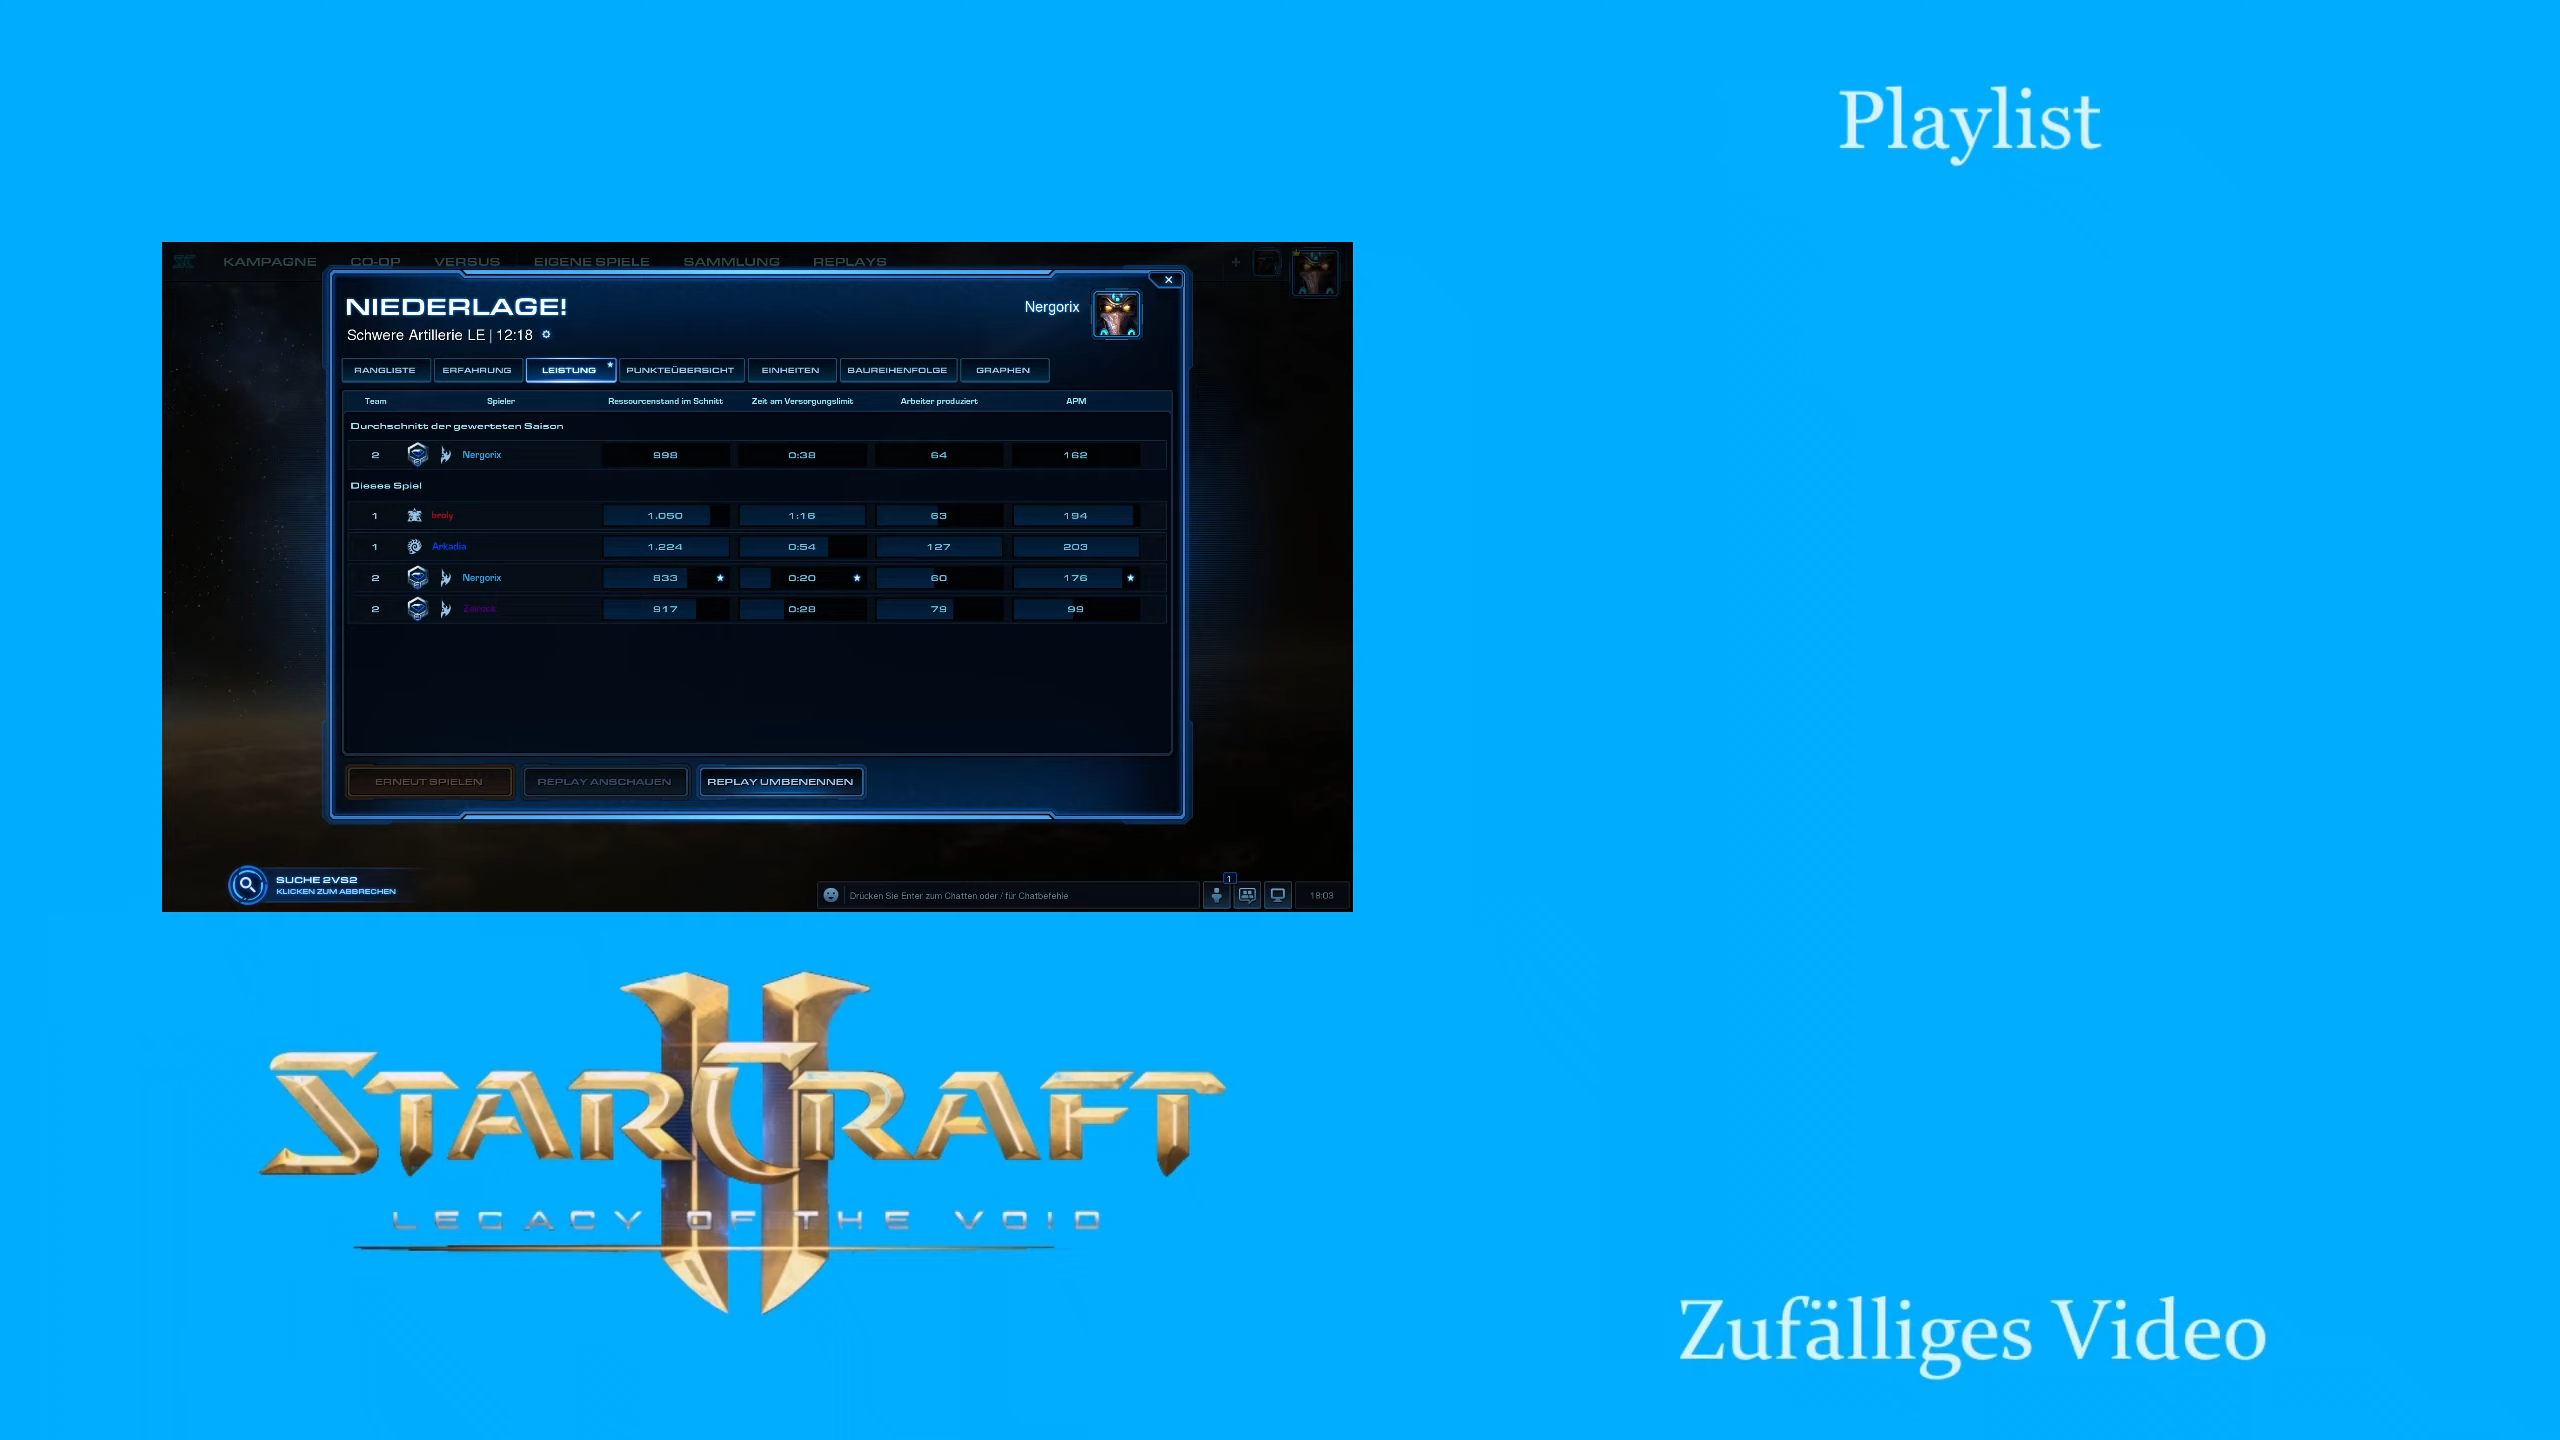 Playlist
KAMPAGNE CO-OP VERSUS EIGENE SPIELE SAMMLUNG REPLAYS
NIEDERLAGE!
Nergorix
Schwere Artillerie LE | 12:18
RANGLISTE ERFAHRUNG LEISTUNG PUNKTEÜBERSICHT EINHEITEN BAUREIHENFOLGE GRAPHEN
Team Spieler Ressourcenstand im Schnitt Zeit am Versorgungslimit Arbeiter produziert APM
Durchschnitt der gewerteten Saison
2 Nergorix 998 0:38 64 162
Dieses Spiel
1 broly 1.050 1:16 63 194
1 Arkadia 1.224 0:54 127 203
2 Nergorix 833 0:20 60 176
2 917 0:28 79 99
ERNEUT SPIELEN REPLAY ANSCHAUEN REPLAY UMBENENNEN
SUCHE 2VS2
KLICKEN ZUM ABBRECHEN
1
Drücken Sie Enter zum Chatten oder / für Chatbefehle
18:03
STARCRAFT II
LEGACY OF THE VOID
Zufälliges Video